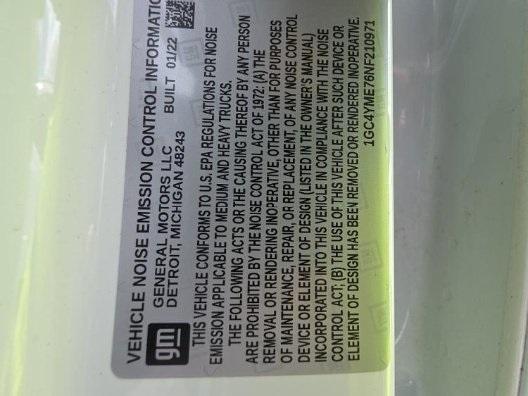 VEHICLE NOISE EMISSION CONTROL INFORMATIO
gm
GENERAL MOTORS LLC
DETROIT, MICHIGAN 48243 BUILT 01/22
THIS VEHICLE CONFORMS TO U.S. EPA REGULATIONS FOR NOISE
EMISSION APPLICABLE TO MEDIUM AND HEAVY TRUCKS.
THE FOLLOWING ACTS OR THE CAUSING THEREOF BY ANY PERSON
ARE PROHIBITED BY THE NOISE CONTROL ACT OF 1972: (A) THE
REMOVAL OR RENDERING INOPERATIVE, OTHER THAN FOR PURPOSES
OF MAINTENANCE, REPAIR, OR REPLACEMENT, OF ANY NOISE CONTROL
DEVICE OR ELEMENT OF DESIGN (LISTED IN THE OWNER'S MANUAL)
INCORPORATED INTO THIS VEHICLE IN COMPLIANCE WITH THE NOISE
CONTROL ACT; (B) THE USE OF THIS VEHICLE AFTER SUCH DEVICE OR
ELEMENT OF DESIGN HAS BEEN REMOVED OR RENDERED INOPERATIVE.
1GC4YME76NF210971